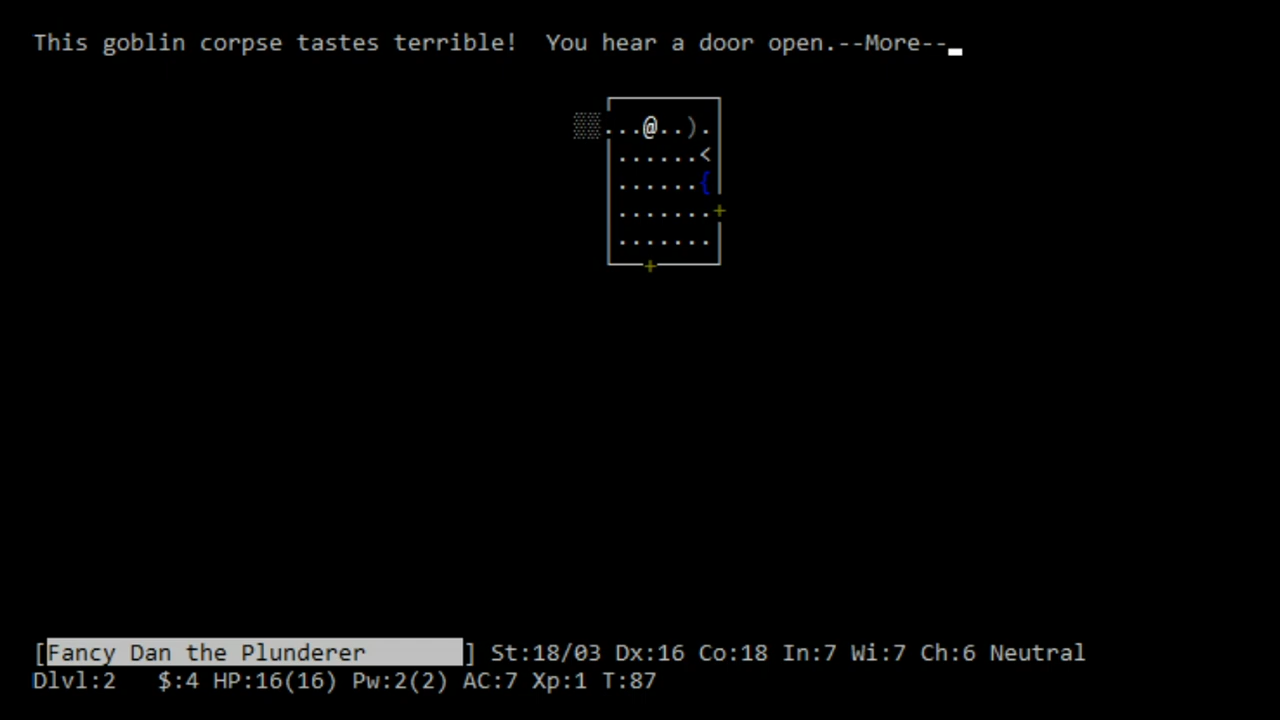 This goblin corpse tastes terrible!  You hear a door open.--More--
▒▒...@..).
|......<|
|......{|
|.......+
|.......|
+
[Fancy Dan the Plunderer] St:18/03 Dx:16 Co:18 In:7 Wi:7 Ch:6 Neutral
Dlvl:2 $:4 HP:16(16) Pw:2(2) AC:7 Xp:1 T:87